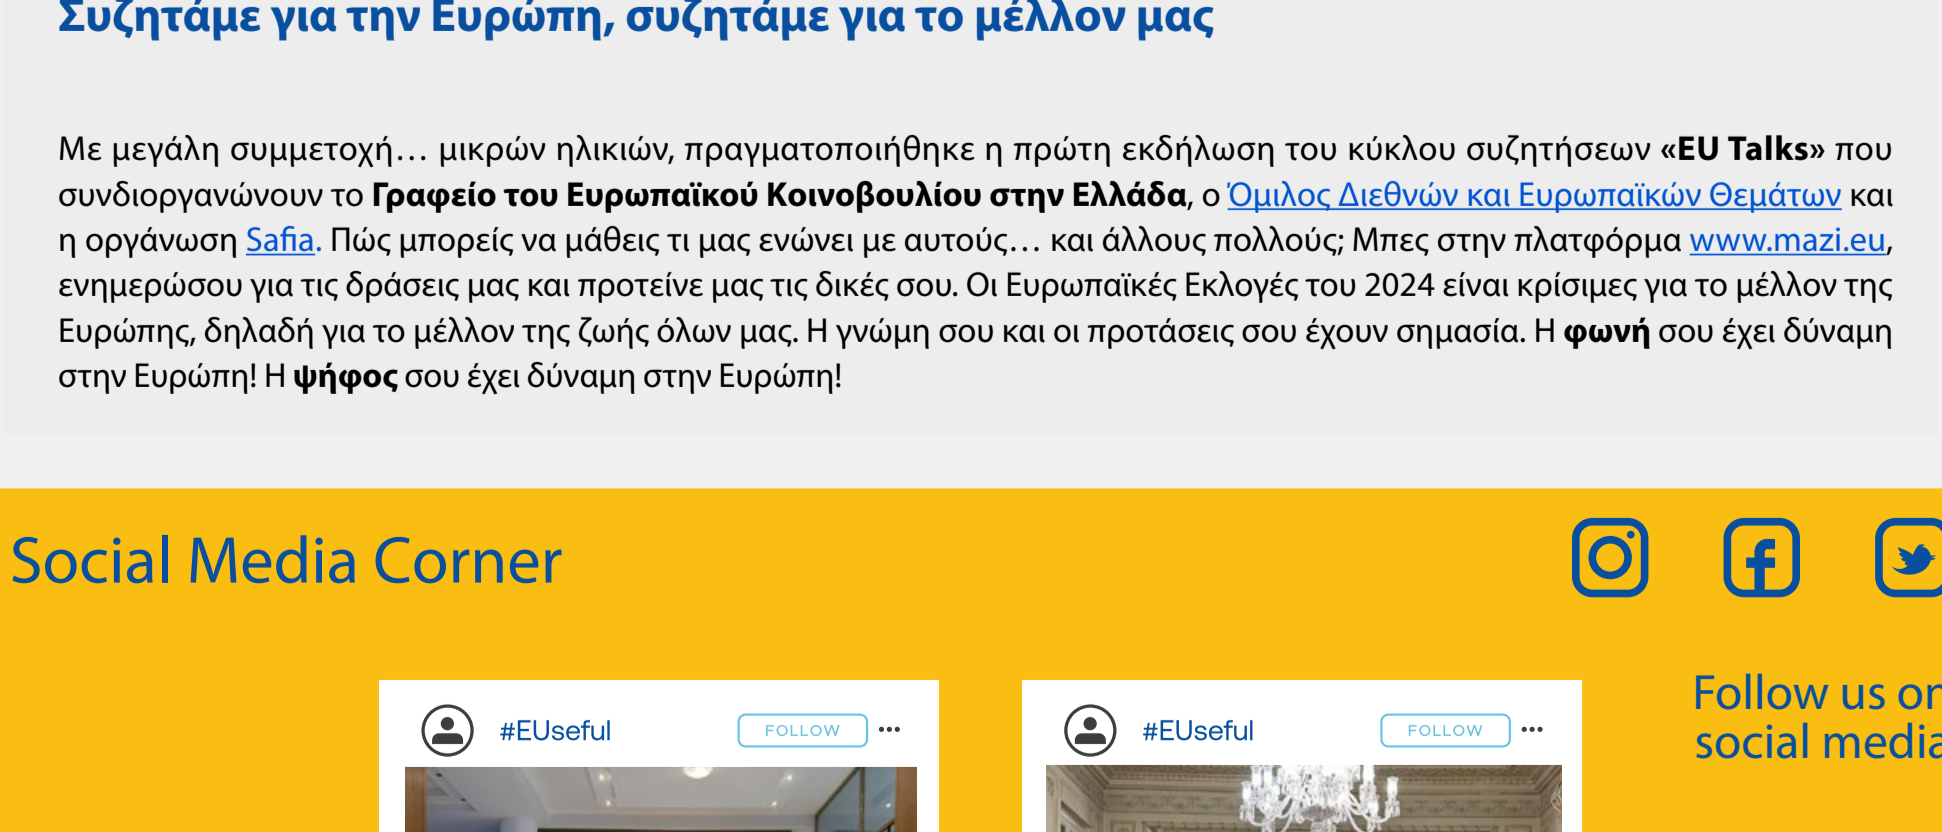 Συζητάμε για την Ευρώπη, συζητάμε για το μέλλον μας
Με μεγάλη συμμετοχή… μικρών ηλικιών, πραγματοποιήθηκε η πρώτη εκδήλωση του κύκλου συζητήσεων «EU Talks» που
συνδιοργανώνουν το Γραφείο του Ευρωπαϊκού Κοινοβουλίου στην Ελλάδα, ο Όμιλος Διεθνών και Ευρωπαϊκών Θεμάτων και
η οργάνωση Safia. Πώς μπορείς να μάθεις τι μας ενώνει με αυτούς… και άλλους πολλούς; Μπες στην πλατφόρμα www.mazi.eu,
ενημερώσου για τις δράσεις μας και προτείνε μας τις δικές σου. Οι Ευρωπαϊκές Εκλογές του 2024 είναι κρίσιμες για το μέλλον της
Ευρώπης, δηλαδή για το μέλλον της ζωής όλων μας. Η γνώμη σου και οι προτάσεις σου έχουν σημασία. Η φωνή σου έχει δύναμη
στην Ευρώπη! Η ψήφος σου έχει δύναμη στην Ευρώπη!
Social Media Corner
Follow us on
social media
#EUseful FOLLOW
#EUseful FOLLOW